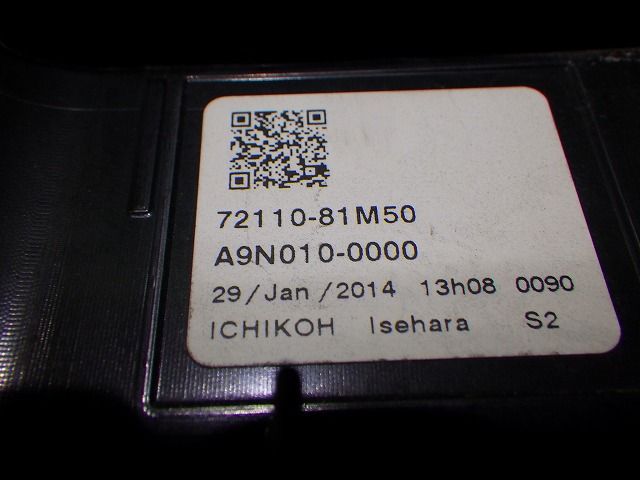 72110-81M50
A9N010-0000
29/Jan/2014 13h08 0090
ICHIKOH Isehara S2